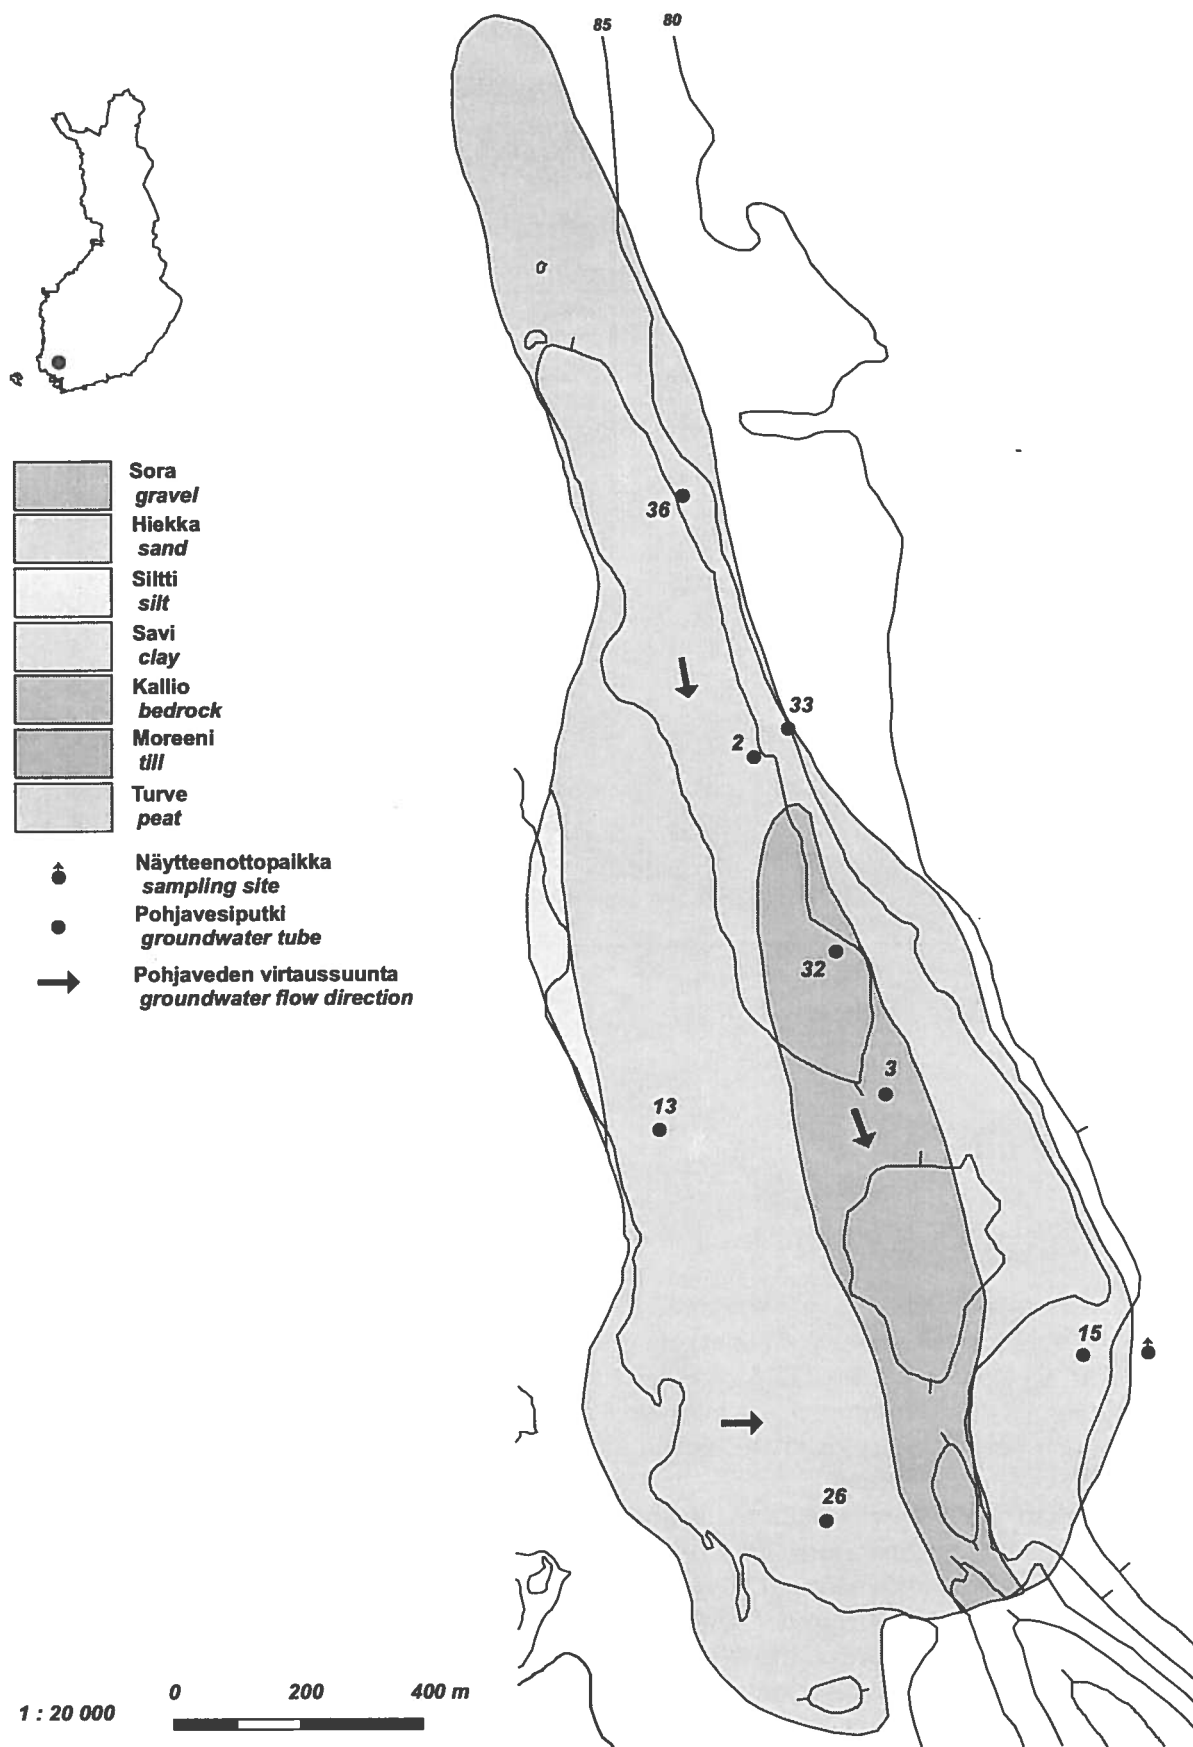 85
80
Sora
gravel
Hiekka
sand
Siltti
silt
Savi
clay
Kallio
bedrock
Moreeni
till
Turve
peat
Näytteenottopaikka
sampling site
Pohjavesiputki
groundwater tube
Pohjaveden virtaussuunta
groundwater flow direction
36
33
2
32
3
13
15
26
0 200 400 m
1 : 20 000